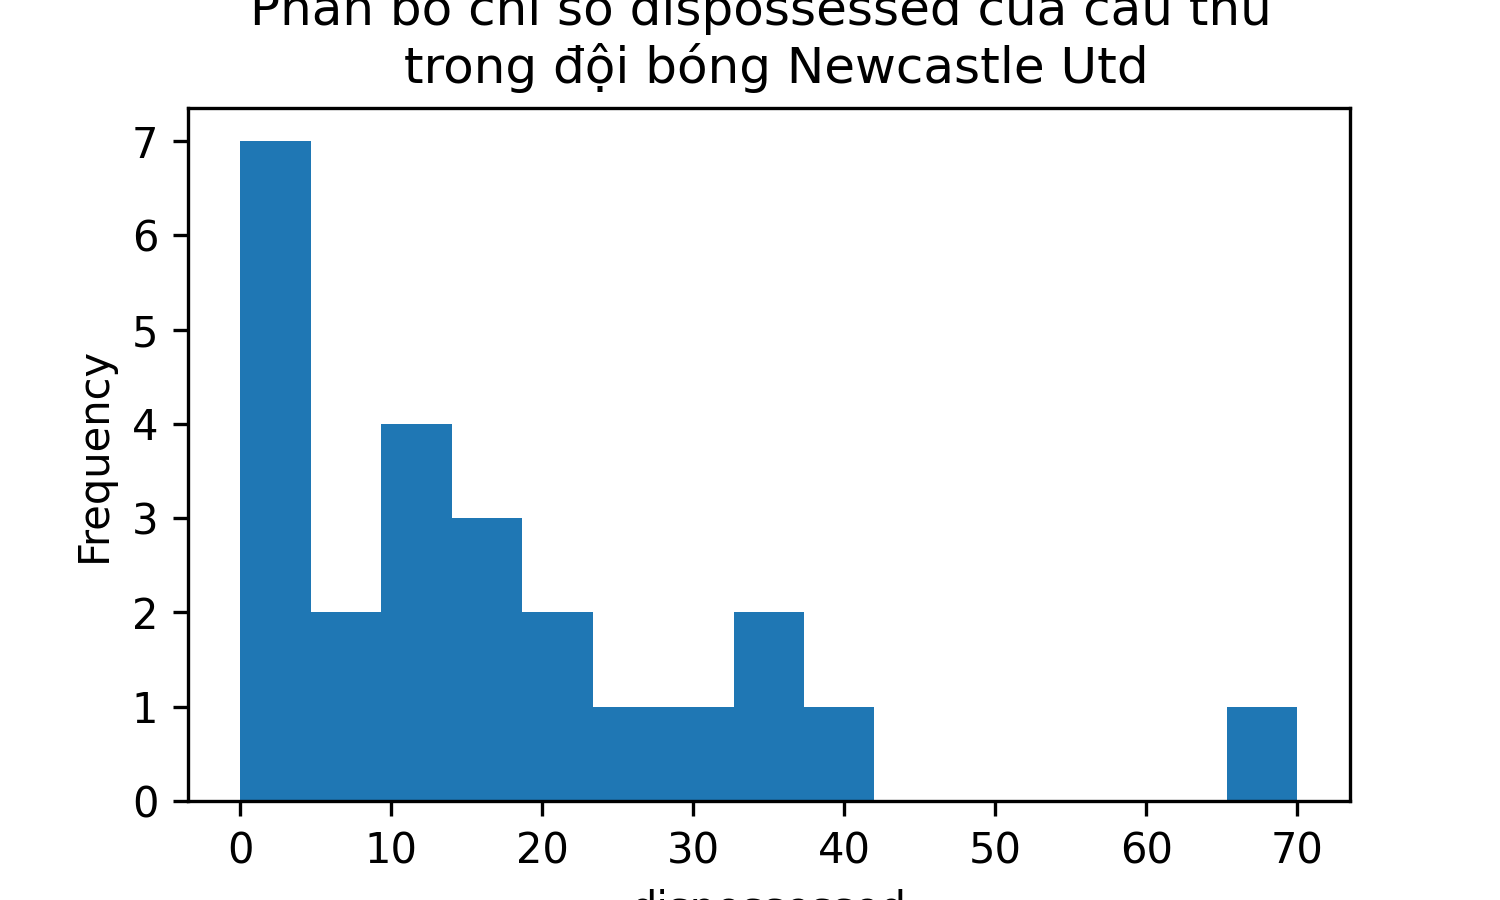 Phân bố chỉ số dispossessed của cầu thủ
trong đội bóng Newcastle Utd
7
6
5
4
3
2
1
0
Frequency
0 10 20 30 40 50 60 70
dispossessed